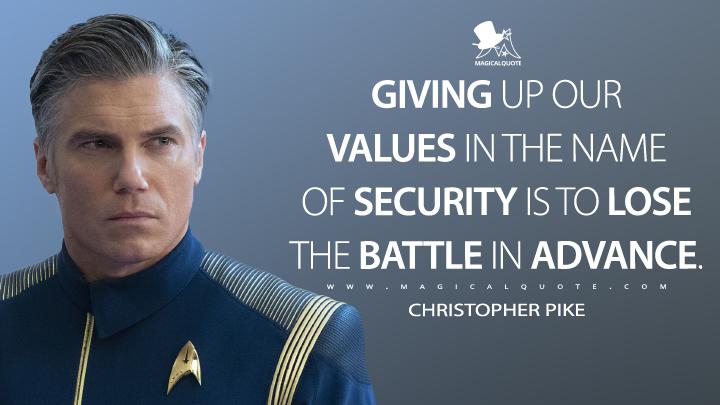 MAGICALQUOTE
GIVING UP OUR
VALUES IN THE NAME
OF SECURITY IS TO LOSE
THE BATTLE IN ADVANCE.
WWW.MAGICALQUOTE.COM
CHRISTOPHER PIKE